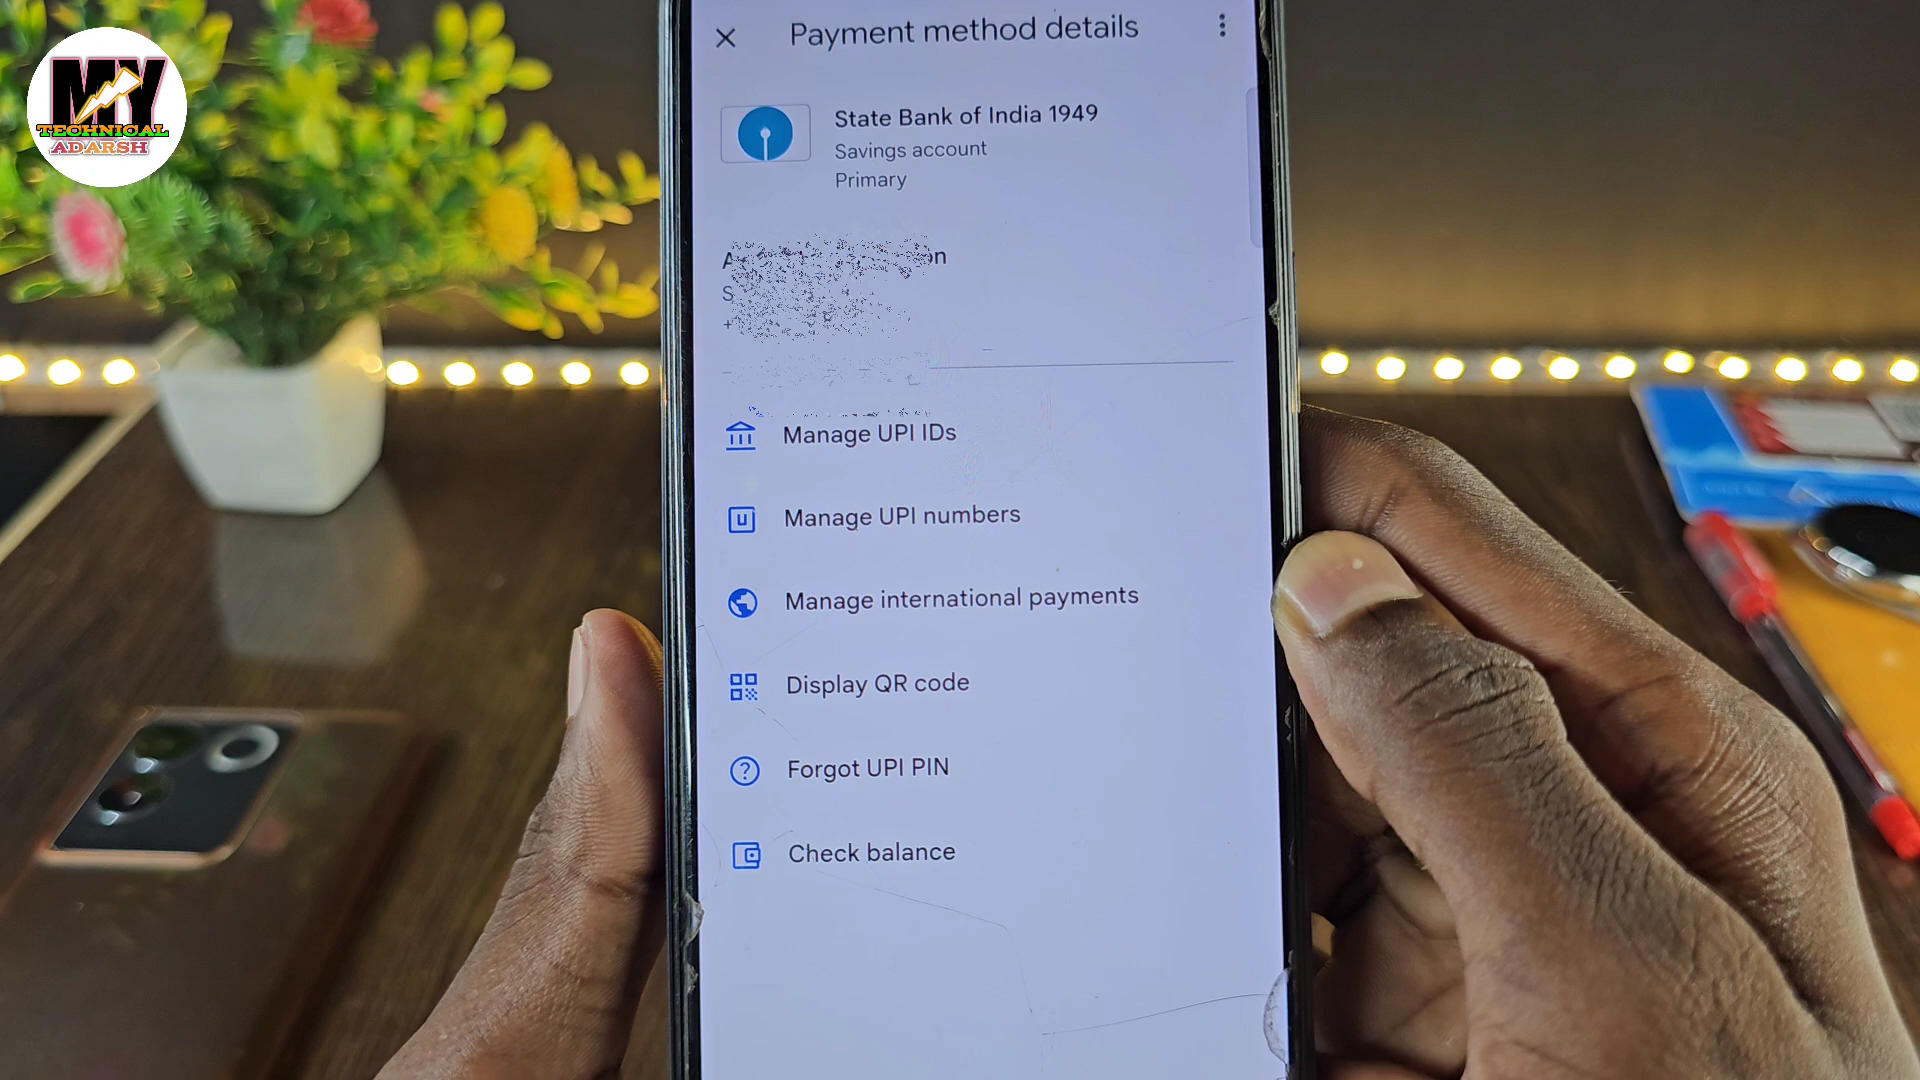 MY
TECHNICAL
ADARSH
Payment method details
State Bank of India 1949
Savings account
Primary
Manage UPI IDs
Manage UPI numbers
Manage international payments
Display QR code
Forgot UPI PIN
Check balance